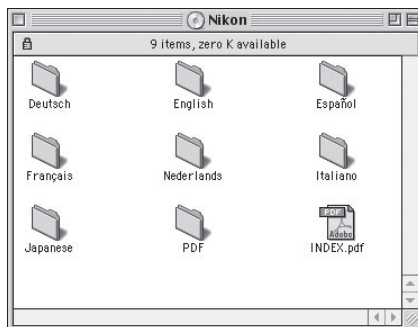 Nikon
9 items, zero K available
Deutsch English Español
Français Nederlands Italiano
PDF
Adobe
Japanese PDF INDEX.pdf